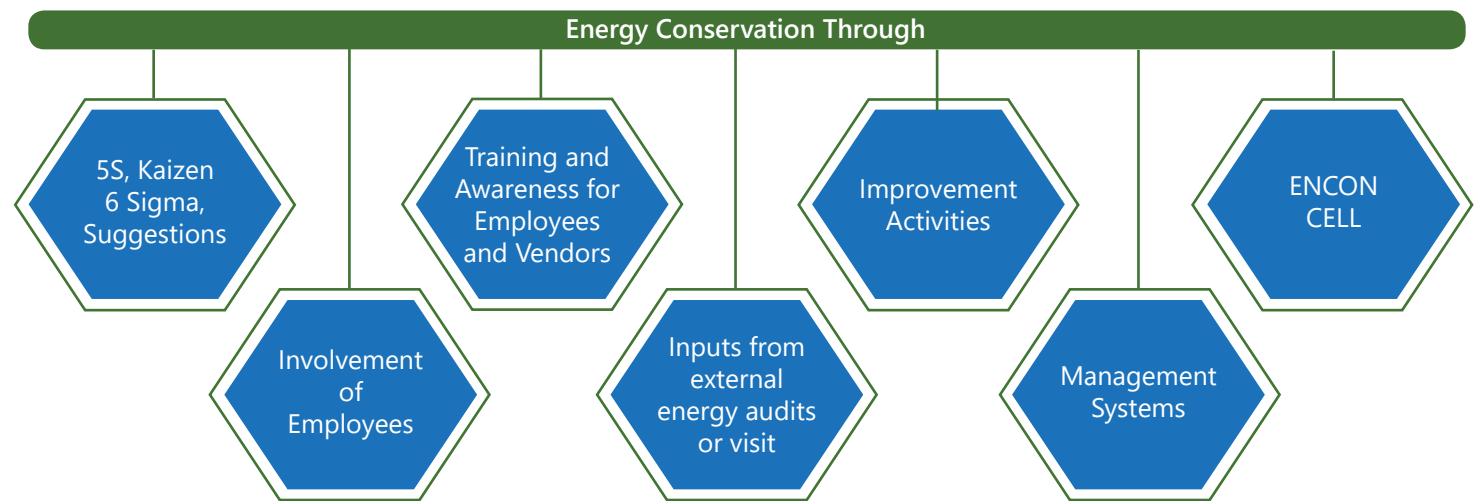 Energy Conservation Through
5S, Kaizen
6 Sigma,
Suggestions
Involvement
of
Employees
Training and
Awareness for
Employees
and Vendors
Inputs from
external
energy audits
or visit
Improvement
Activities
Management
Systems
ENCON
CELL